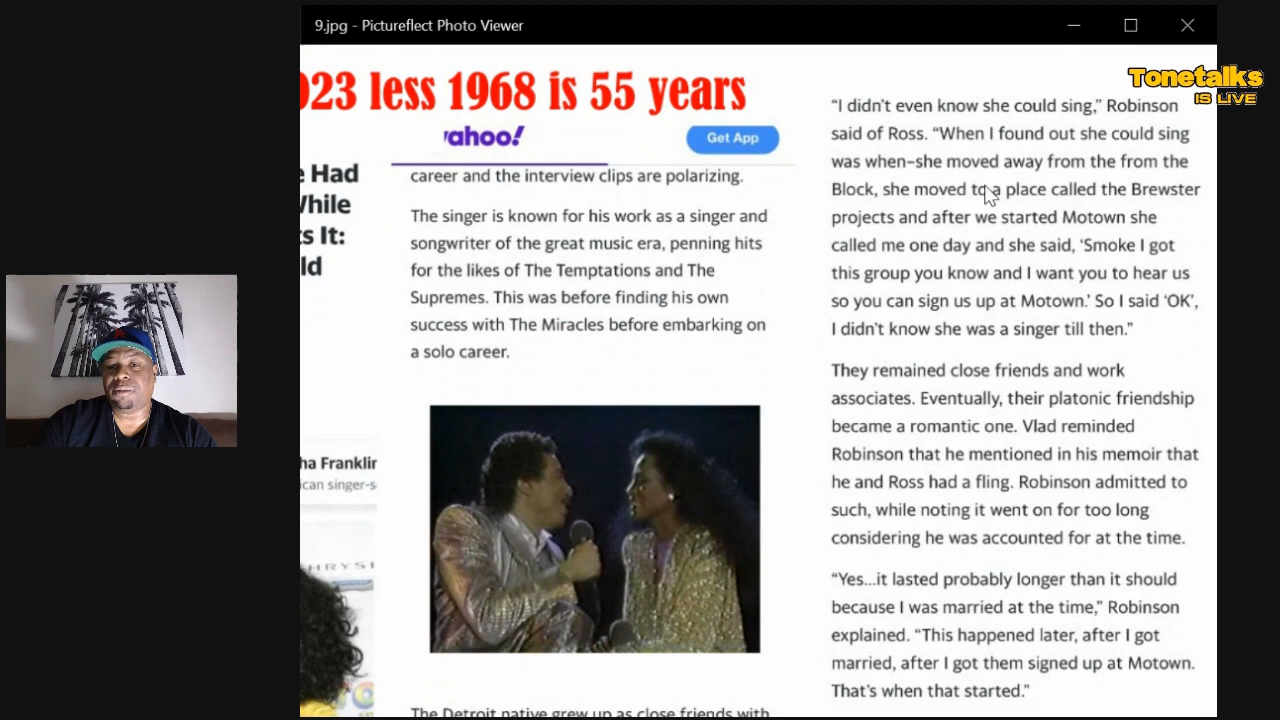 9.jpg - Pictureflect Photo Viewer
Tonetalks
IS LIVE
023 less 1968 is 55 years
yahoo!
Get App
e Had
While
ts It:
ld
ha Franklin
ican singer-s
HRYS
career and the interview clips are polarizing.
The singer is known for his work as a singer and
songwriter of the great music era, penning hits
for the likes of The Temptations and The
Supremes. This was before finding his own
success with The Miracles before embarking on
a solo career.
The Detroit native grew up as close friends with
“I didn’t even know she could sing,” Robinson
said of Ross. “When I found out she could sing
was when–she moved away from the from the
Block, she moved to a place called the Brewster
projects and after we started Motown she
called me one day and she said, ‘Smoke I got
this group you know and I want you to hear us
so you can sign us up at Motown.’ So I said ‘OK’,
I didn’t know she was a singer till then.”
They remained close friends and work
associates. Eventually, their platonic friendship
became a romantic one. Vlad reminded
Robinson that he mentioned in his memoir that
he and Ross had a fling. Robinson admitted to
such, while noting it went on for too long
considering he was accounted for at the time.
“Yes...it lasted probably longer than it should
because I was married at the time,” Robinson
explained. “This happened later, after I got
married, after I got them signed up at Motown.
That’s when that started.”